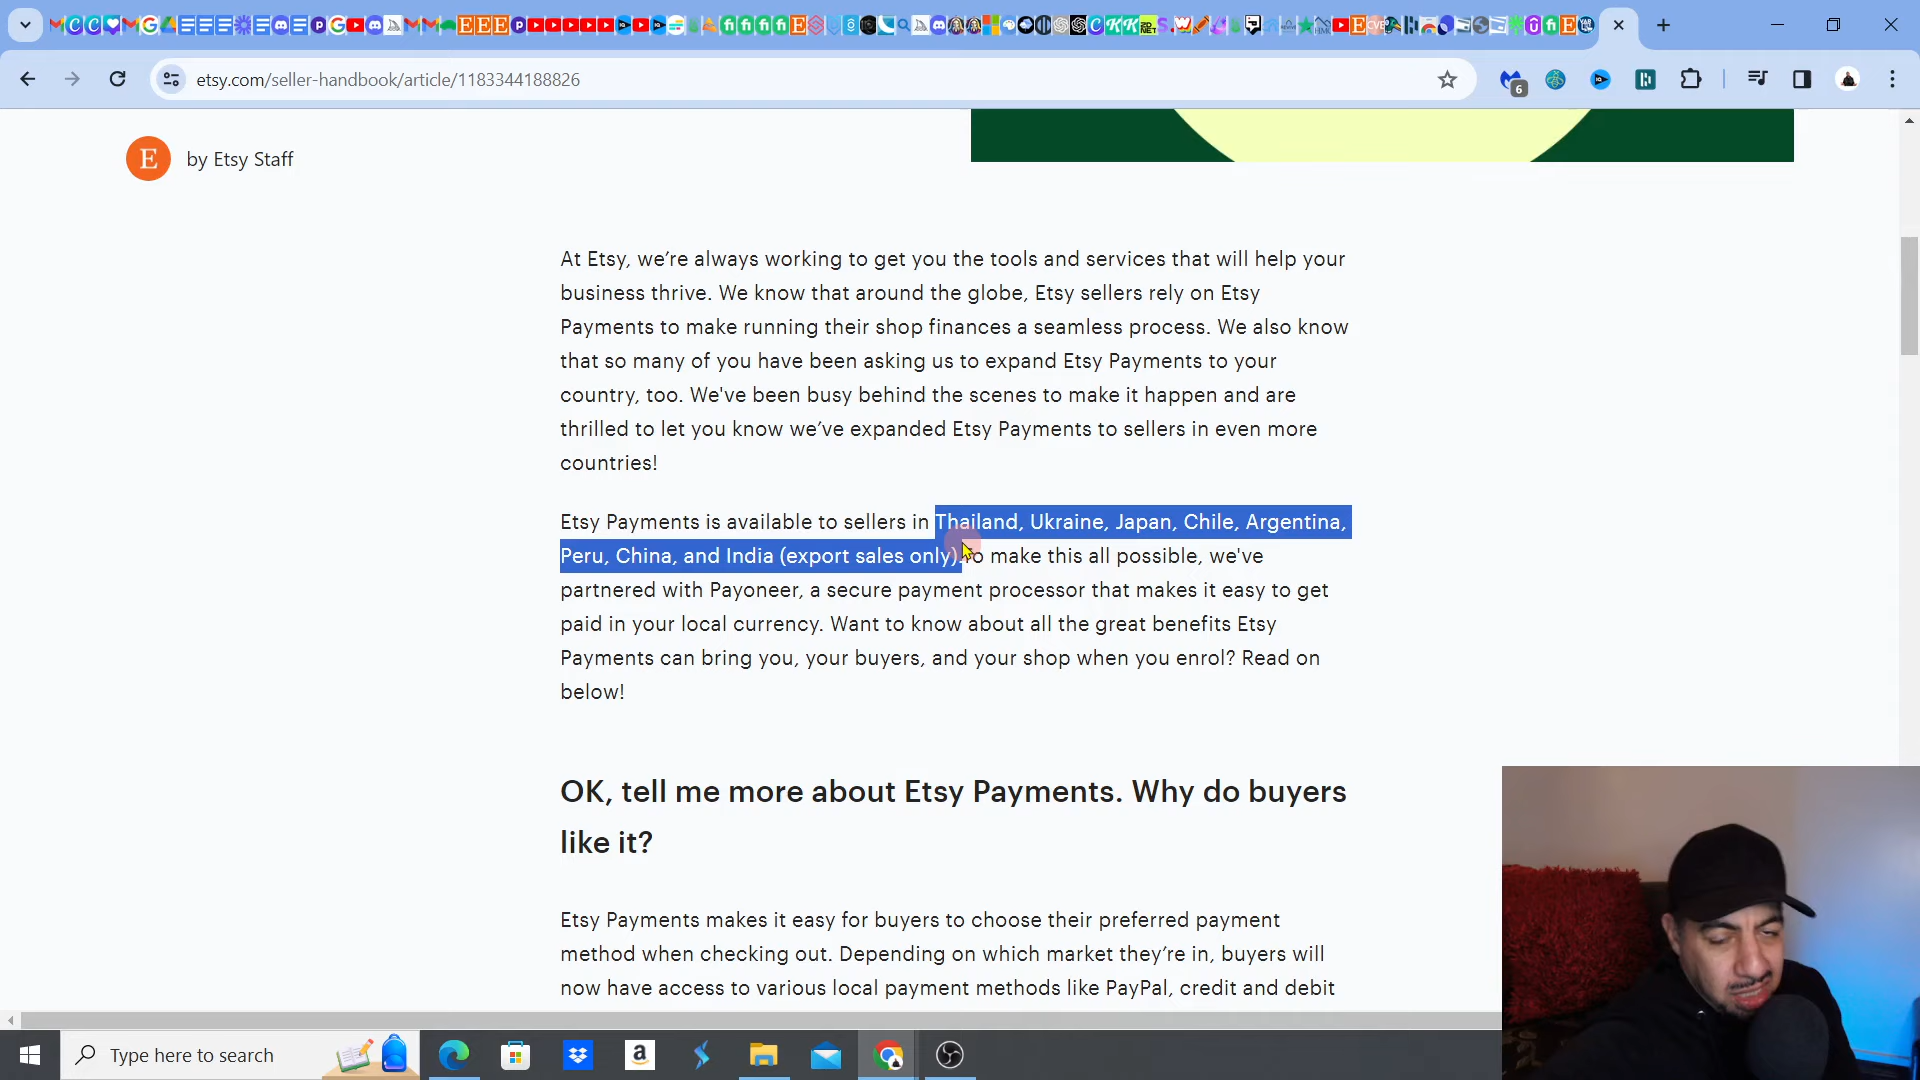 etsy.com/seller-handbook/article/1183344188826
6
E
by Etsy Staff
At Etsy, we’re always working to get you the tools and services that will help your
business thrive. We know that around the globe, Etsy sellers rely on Etsy
Payments to make running their shop finances a seamless process. We also know
that so many of you have been asking us to expand Etsy Payments to your
country, too. We've been busy behind the scenes to make it happen and are
thrilled to let you know we’ve expanded Etsy Payments to sellers in even more
countries!
Etsy Payments is available to sellers in Thailand, Ukraine, Japan, Chile, Argentina,
Peru, China, and India (export sales only). To make this all possible, we've
partnered with Payoneer, a secure payment processor that makes it easy to get
paid in your local currency. Want to know about all the great benefits Etsy
Payments can bring you, your buyers, and your shop when you enrol? Read on
below!
OK, tell me more about Etsy Payments. Why do buyers
like it?
Etsy Payments makes it easy for buyers to choose their preferred payment
method when checking out. Depending on which market they’re in, buyers will
now have access to various local payment methods like PayPal, credit and debit
Type here to search